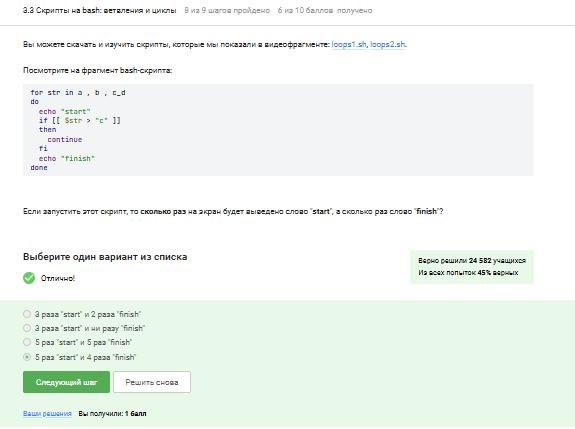 3.3 Скрипты на bash: ветвления и циклы 8 из 9 шагов пройдено 6 из 10 баллов получено
Вы можете скачать и изучить скрипты, которые мы показали в видеофрагменте: loops1.sh, loops2.sh.
Посмотрите на фрагмент bash-скрипта:
for str in a , b , c_d
do
echo "start"
if [[ $str > "c" ]]
then
continue
fi
echo "finish"
done
Если запустить этот скрипт, то сколько раз на экран будет выведено слово "start", а сколько раз слово "finish"?
Выберите один вариант из списка
Верно решили 24 582 учащихся
Из всех попыток 45% верных
Отлично!
3 раза "start" и 2 раза "finish"
3 раза "start" и ни разу "finish"
5 раз "start" и 5 раз "finish"
5 раз "start" и 4 раза "finish"
Следующий шаг Решить снова
Ваши решения Вы получили: 1 балл